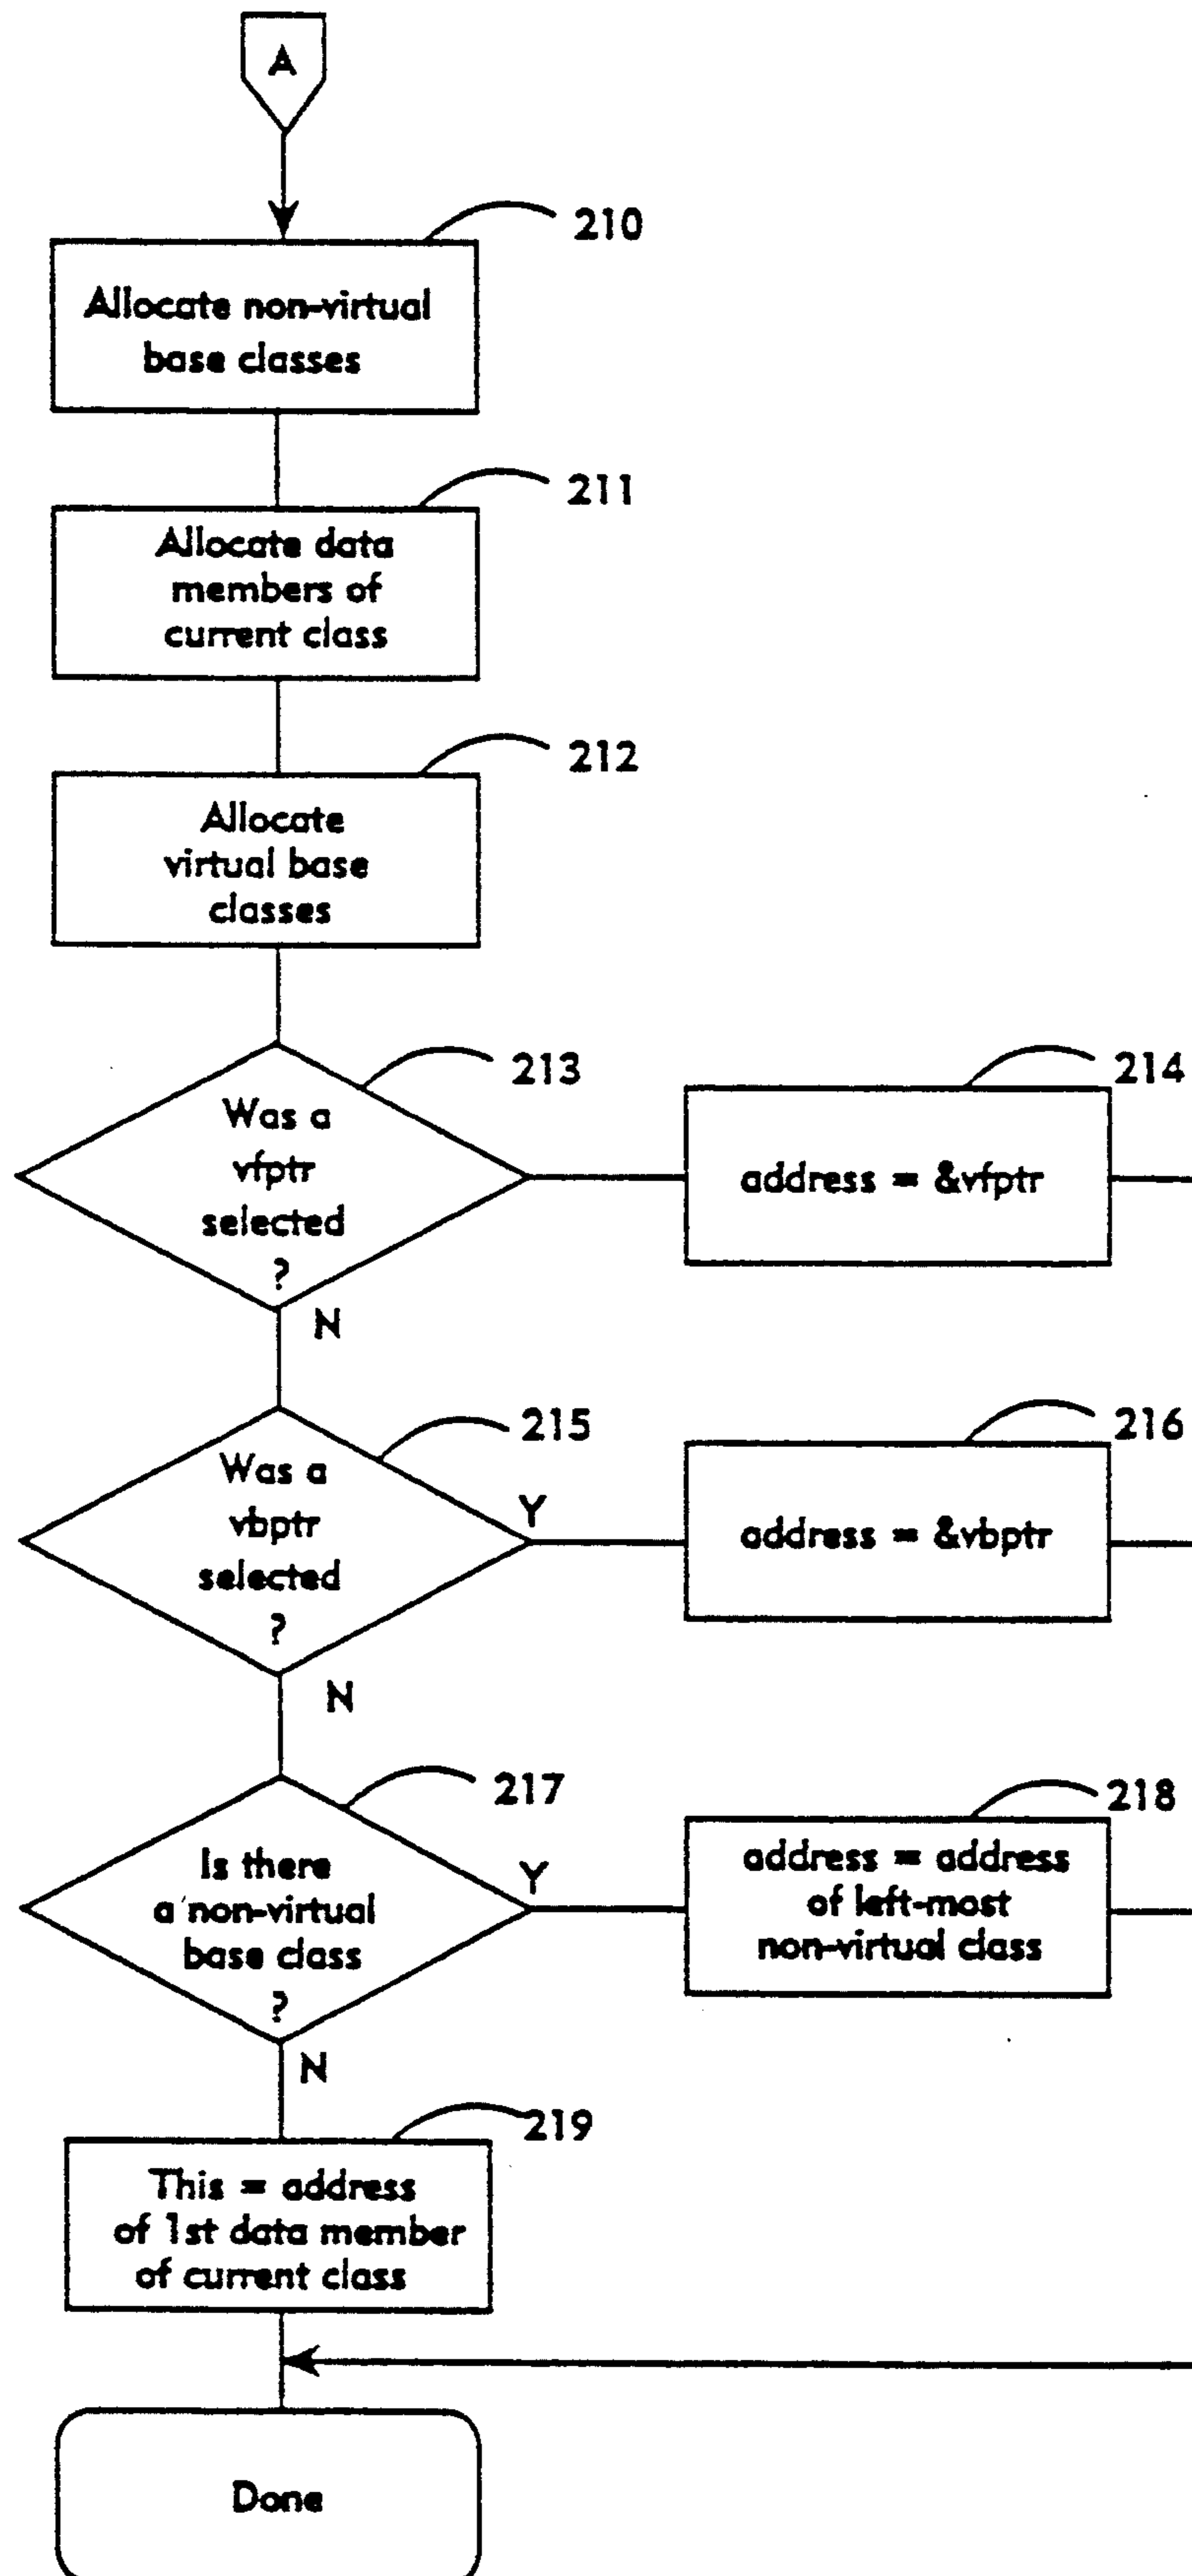 A
210
Allocate non-virtual
base classes
211
Allocate data
members of
current class
212
Allocate
virtual base
classes
213
Was a
vfptr
selected
?
N
214
address = &vfptr
215
Was a
vbptr
selected
?
Y
N
216
address = &vbptr
217
Is there
a non-virtual
base class
?
Y
N
218
address = address
of left-most
non-virtual class
219
This = address
of 1st data member
of current class
Done